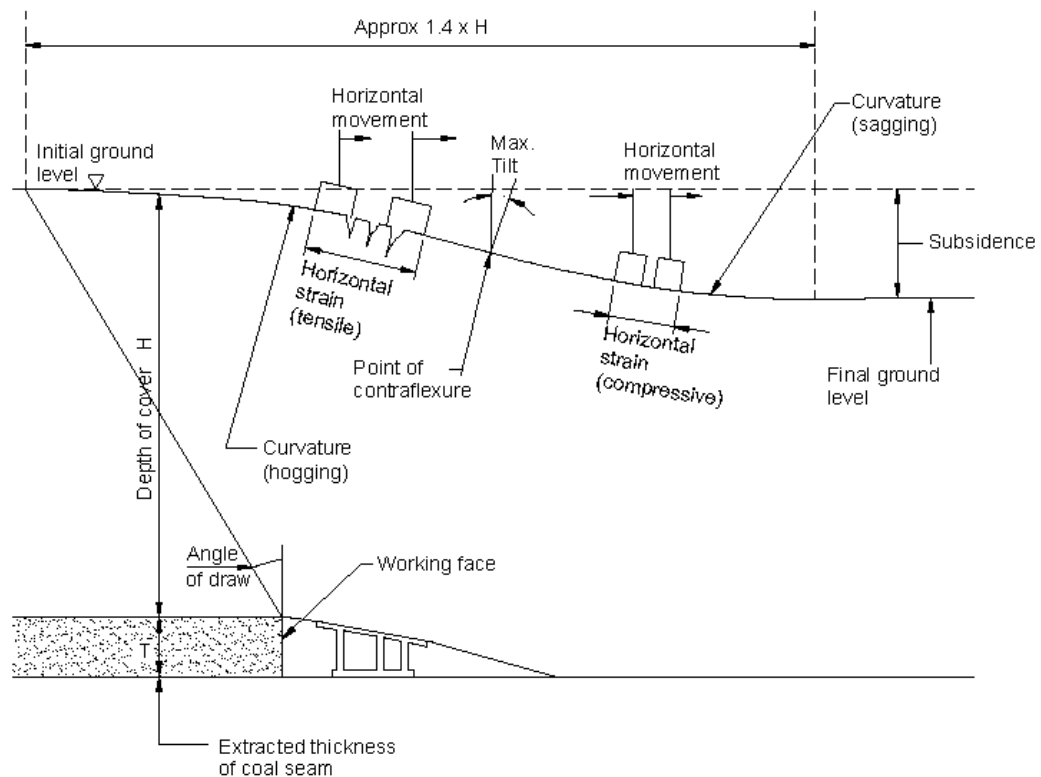 Approx 1.4 x H
Horizontal
movement
Curvature
(sagging)
Max.
Tilt
Initial ground
level
Horizontal
movement
Subsidence
Horizontal
strain
(tensile)
Depth of cover H
Point of
contraflexure
Horizontal
strain
(compressive)
Final ground
level
Curvature
(hogging)
Angle
of draw
Working face
T
Extracted thickness
of coal seam